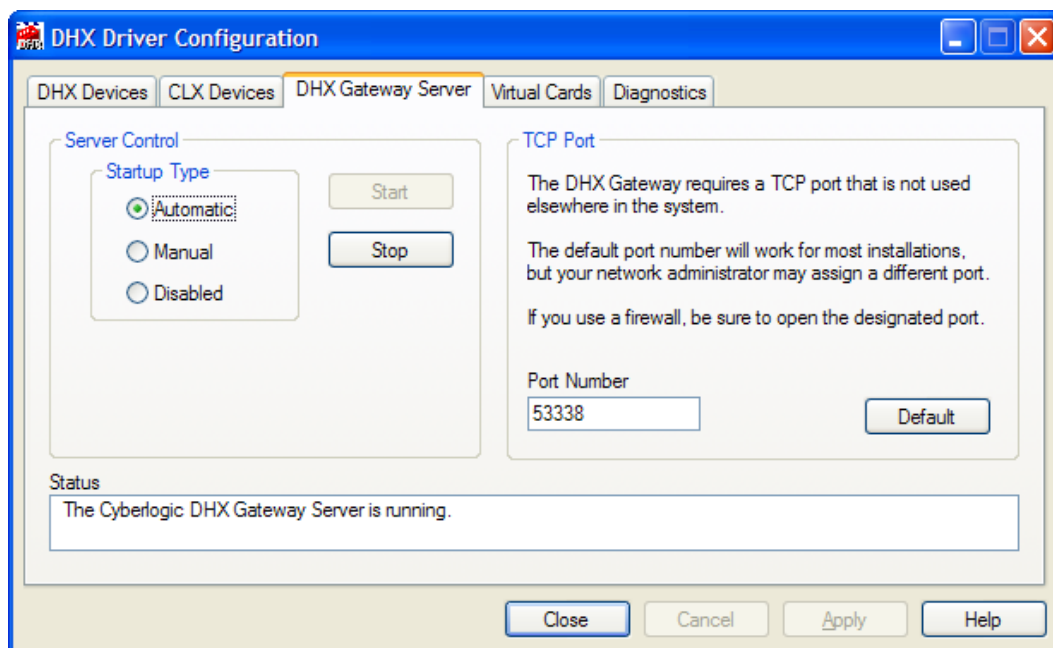 DHX Driver Configuration
DHX Devices
CLX Devices
DHX Gateway Server
Virtual Cards
Diagnostics
Server Control
Startup Type
Automatic
Manual
Disabled
Start
Stop
TCP Port
The DHX Gateway requires a TCP port that is not used
elsewhere in the system.
The default port number will work for most installations,
but your network administrator may assign a different port.
If you use a firewall, be sure to open the designated port.
Port Number
53338
Default
Status
The Cyberlogic DHX Gateway Server is running.
Close
Cancel
Apply
Help